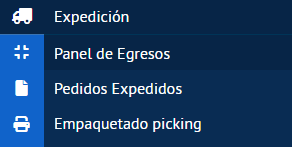 Expedición
Panel de Egresos
Pedidos Expedidos
Empaquetado picking